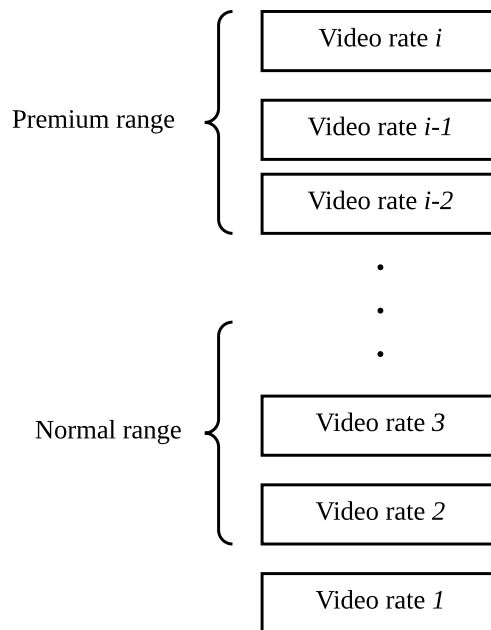 Video rate i
Premium range
Video rate i-1
Video rate i-2
Normal range
Video rate 3
Video rate 2
Video rate 1